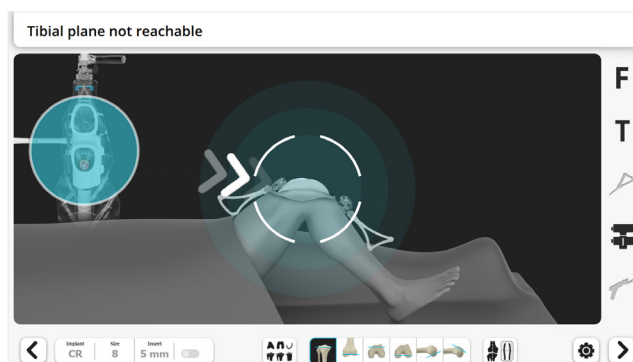 Tibial plane not reachable
F
T
Implant Size Insert
CR 8 5 mm